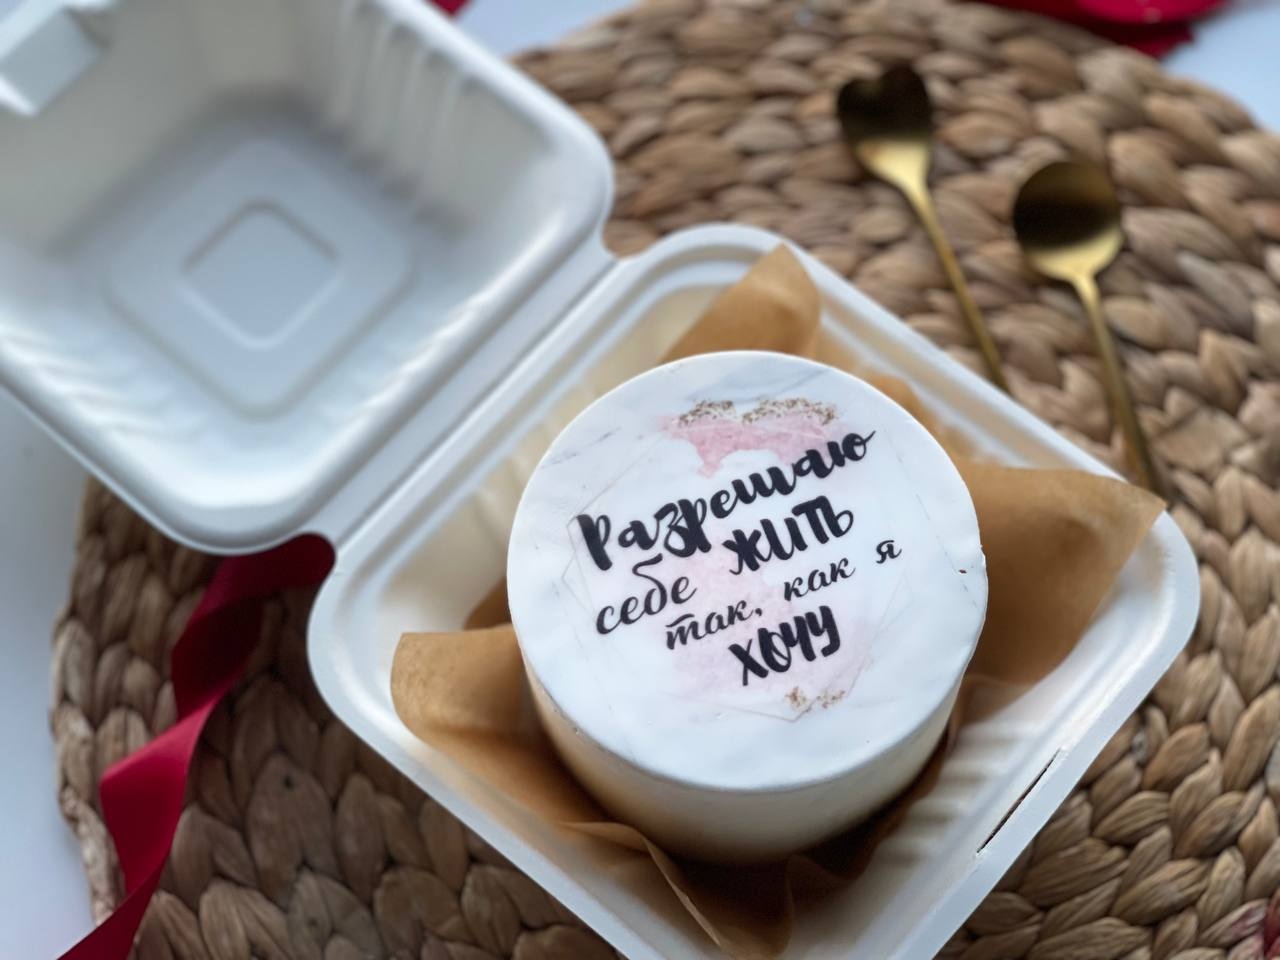 Разрешаю
себе жить
так, как я
хочу